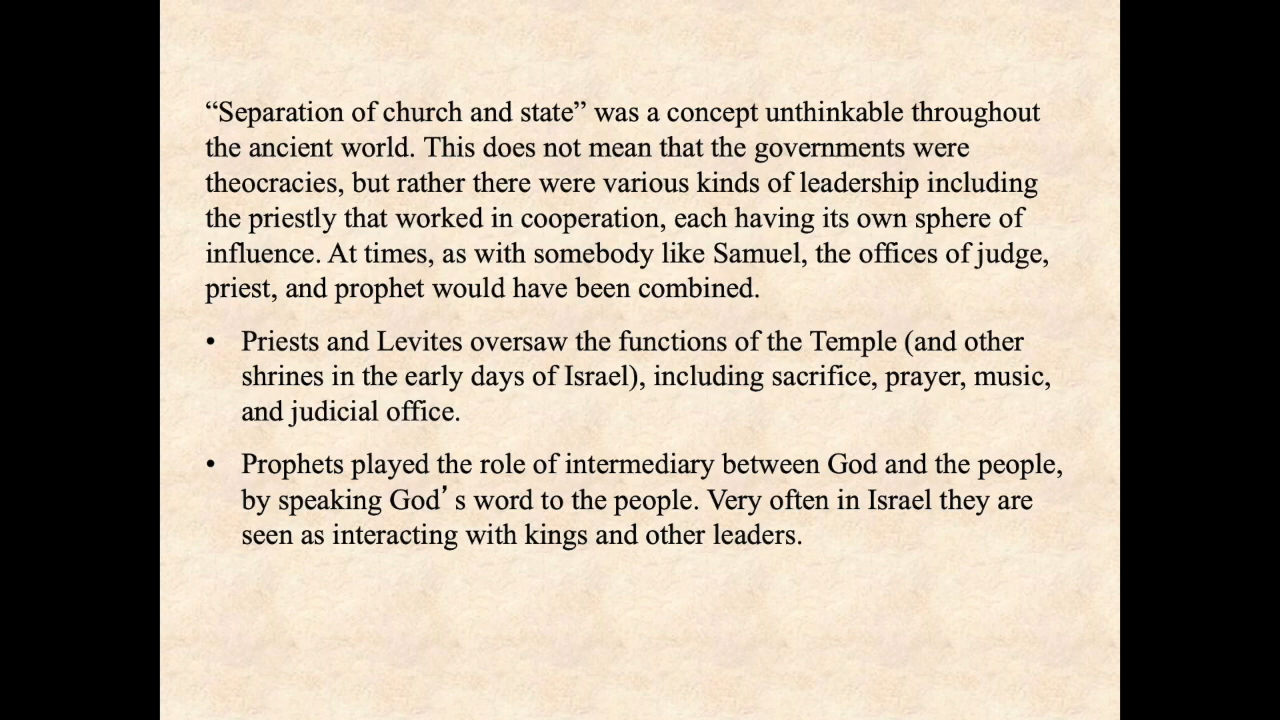 “Separation of church and state” was a concept unthinkable throughout
the ancient world. This does not mean that the governments were
theocracies, but rather there were various kinds of leadership including
the priestly that worked in cooperation, each having its own sphere of
influence. At times, as with somebody like Samuel, the offices of judge,
priest, and prophet would have been combined.
• Priests and Levites oversaw the functions of the Temple (and other
shrines in the early days of Israel), including sacrifice, prayer, music,
and judicial office.
• Prophets played the role of intermediary between God and the people,
by speaking God’s word to the people. Very often in Israel they are
seen as interacting with kings and other leaders.